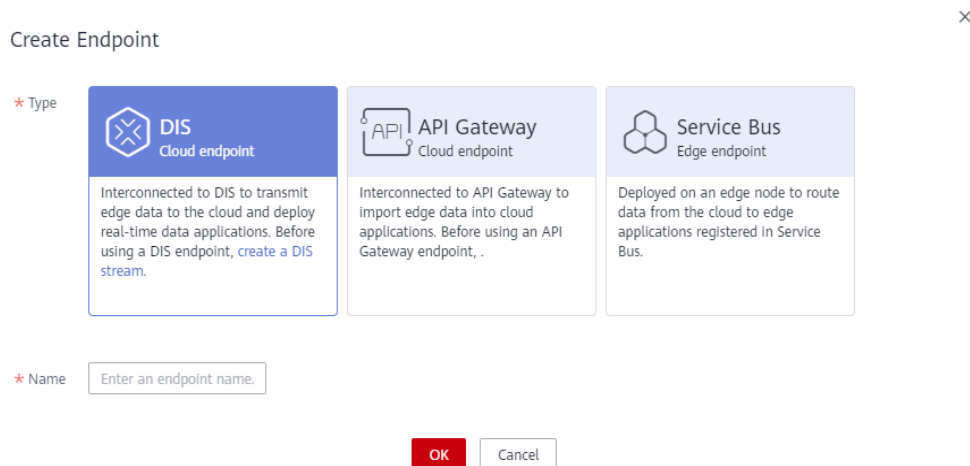 ×
Create Endpoint
* Type
DIS
Cloud endpoint
Interconnected to DIS to transmit
edge data to the cloud and deploy
real-time data applications. Before
using a DIS endpoint, create a DIS
stream.
API
API Gateway
Cloud endpoint
Interconnected to API Gateway to
import edge data into cloud
applications. Before using an API
Gateway endpoint, .
Service Bus
Edge endpoint
Deployed on an edge node to route
data from the cloud to edge
applications registered in Service
Bus.
* Name
Enter an endpoint name.
OK
Cancel